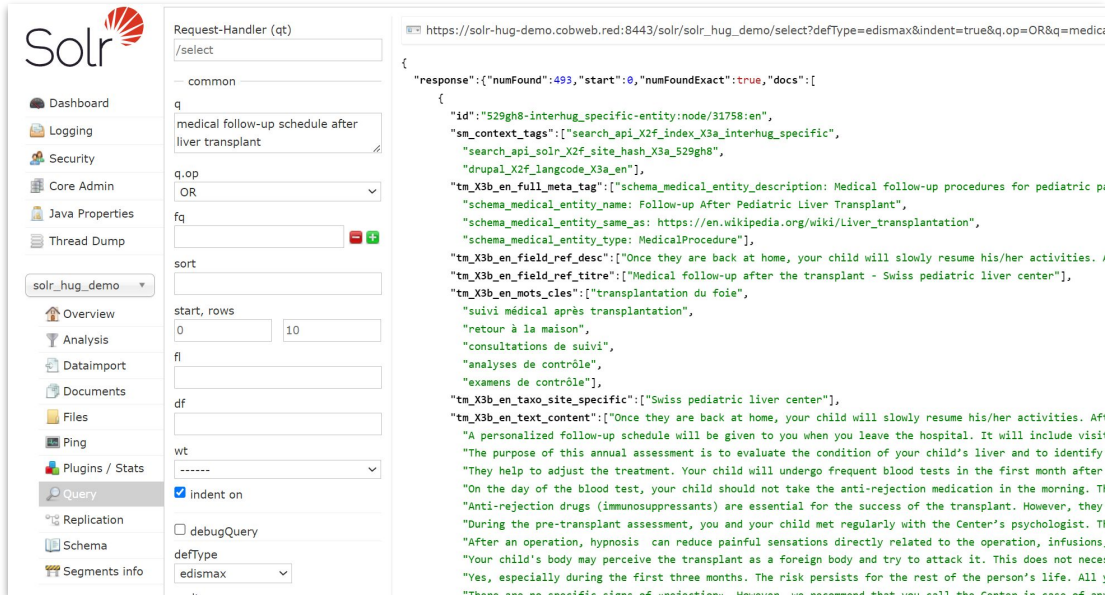 Solr
Dashboard
Logging
Security
Core Admin
Java Properties
Thread Dump
solr_hug_demo
Overview
Analysis
Dataimport
Documents
Files
Ping
Plugins / Stats
Query
Replication
Schema
Segments info
Request-Handler (qt)
/select
common
q
medical follow-up schedule after
liver transplant
q.op
OR
fq
sort
start, rows
0 10
fl
df
wt
------
indent on
debugQuery
defType
edismax
https://solr-hug-demo.cobweb.red:8443/solr/solr_hug_demo/select?defType=edismax&indent=true&q.op=OR&q=medica
{
"response":{"numFound":493,"start":0,"numFoundExact":true,"docs":[
{
"id":"529gh8-interhug_specific-entity:node/31758:en",
"sm_context_tags":["search_api_X2f_index_X3a_interhug_specific",
"search_api_solr_X2f_site_hash_X3a_529gh8",
"drupal_X2f_langcode_X3a_en"],
"tm_X3b_en_full_meta_tag":["schema_medical_entity_description: Medical follow-up procedures for pediatric pa
"schema_medical_entity_name: Follow-up After Pediatric Liver Transplant",
"schema_medical_entity_same_as: https://en.wikipedia.org/wiki/Liver_transplantation",
"schema_medical_entity_type: MedicalProcedure"],
"tm_X3b_en_field_ref_desc":["Once they are back at home, your child will slowly resume his/her activities. A
"tm_X3b_en_field_ref_titre":["Medical follow-up after the transplant - Swiss pediatric liver center"],
"tm_X3b_en_mots_cles":["transplantation du foie",
"suivi médical après transplantation",
"retour à la maison",
"consultations de suivi",
"analyses de contrôle",
"examens de contrôle"],
"tm_X3b_en_taxo_site_specific":["Swiss pediatric liver center"],
"tm_X3b_en_text_content":["Once they are back at home, your child will slowly resume his/her activities. Aft
"A personalized follow-up schedule will be given to you when you leave the hospital. It will include visit
"The purpose of this annual assessment is to evaluate the condition of your child’s liver and to identify
"They help to adjust the treatment. Your child will undergo frequent blood tests in the first month after
"On the day of the blood test, your child should not take the anti-rejection medication in the morning. Th
"Anti-rejection drugs (immunosuppressants) are essential for the success of the transplant. However, they
"During the pre-transplant assessment, you and your child met regularly with the Center’s psychologist. Th
"After an operation, hypnosis can reduce painful sensations directly related to the operation, infusions,
"Your child's body may perceive the transplant as a foreign body and try to attack it. This does not neces
"Yes, especially during the first three months. The risk persists for the rest of the person’s life. All y